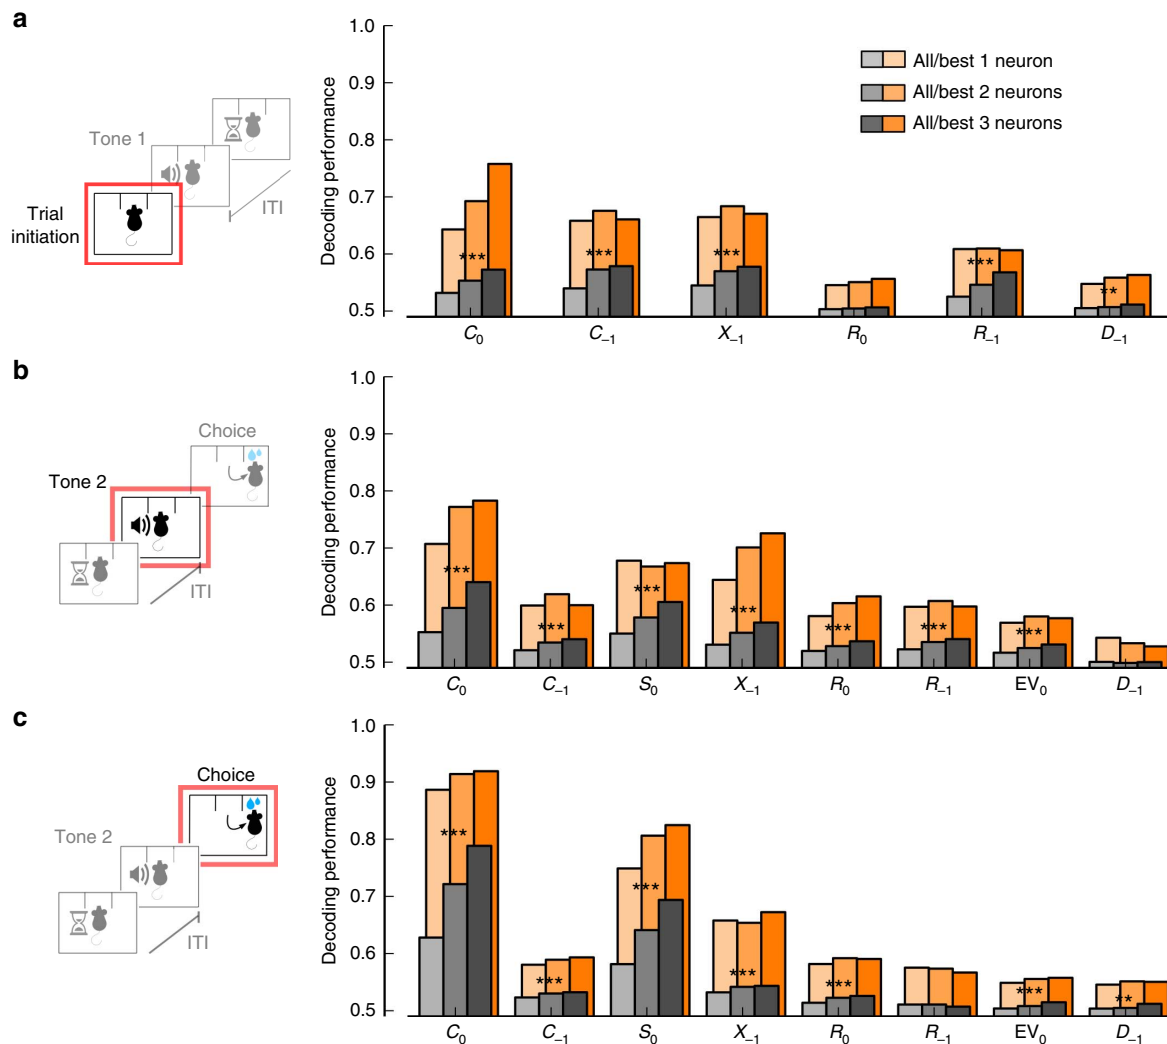 a
Trial
initiation
Tone 1
ITI
Decoding performance
1.0
0.9
0.8
0.7
0.6
0.5
All/best 1 neuron
All/best 2 neurons
All/best 3 neurons
*** *** *** *** **
C₀ C₋₁ X₋₁ R₀ R₋₁ D₋₁
b
Tone 2
Choice
ITI
Decoding performance
1.0
0.9
0.8
0.7
0.6
0.5
*** *** *** *** *** *** ***
C₀ C₋₁ S₀ X₋₁ R₀ R₋₁ EV₀ D₋₁
c
Choice
Tone 2
ITI
Decoding performance
1.0
0.9
0.8
0.7
0.6
0.5
*** *** *** *** *** *** **
C₀ C₋₁ S₀ X₋₁ R₀ R₋₁ EV₀ D₋₁